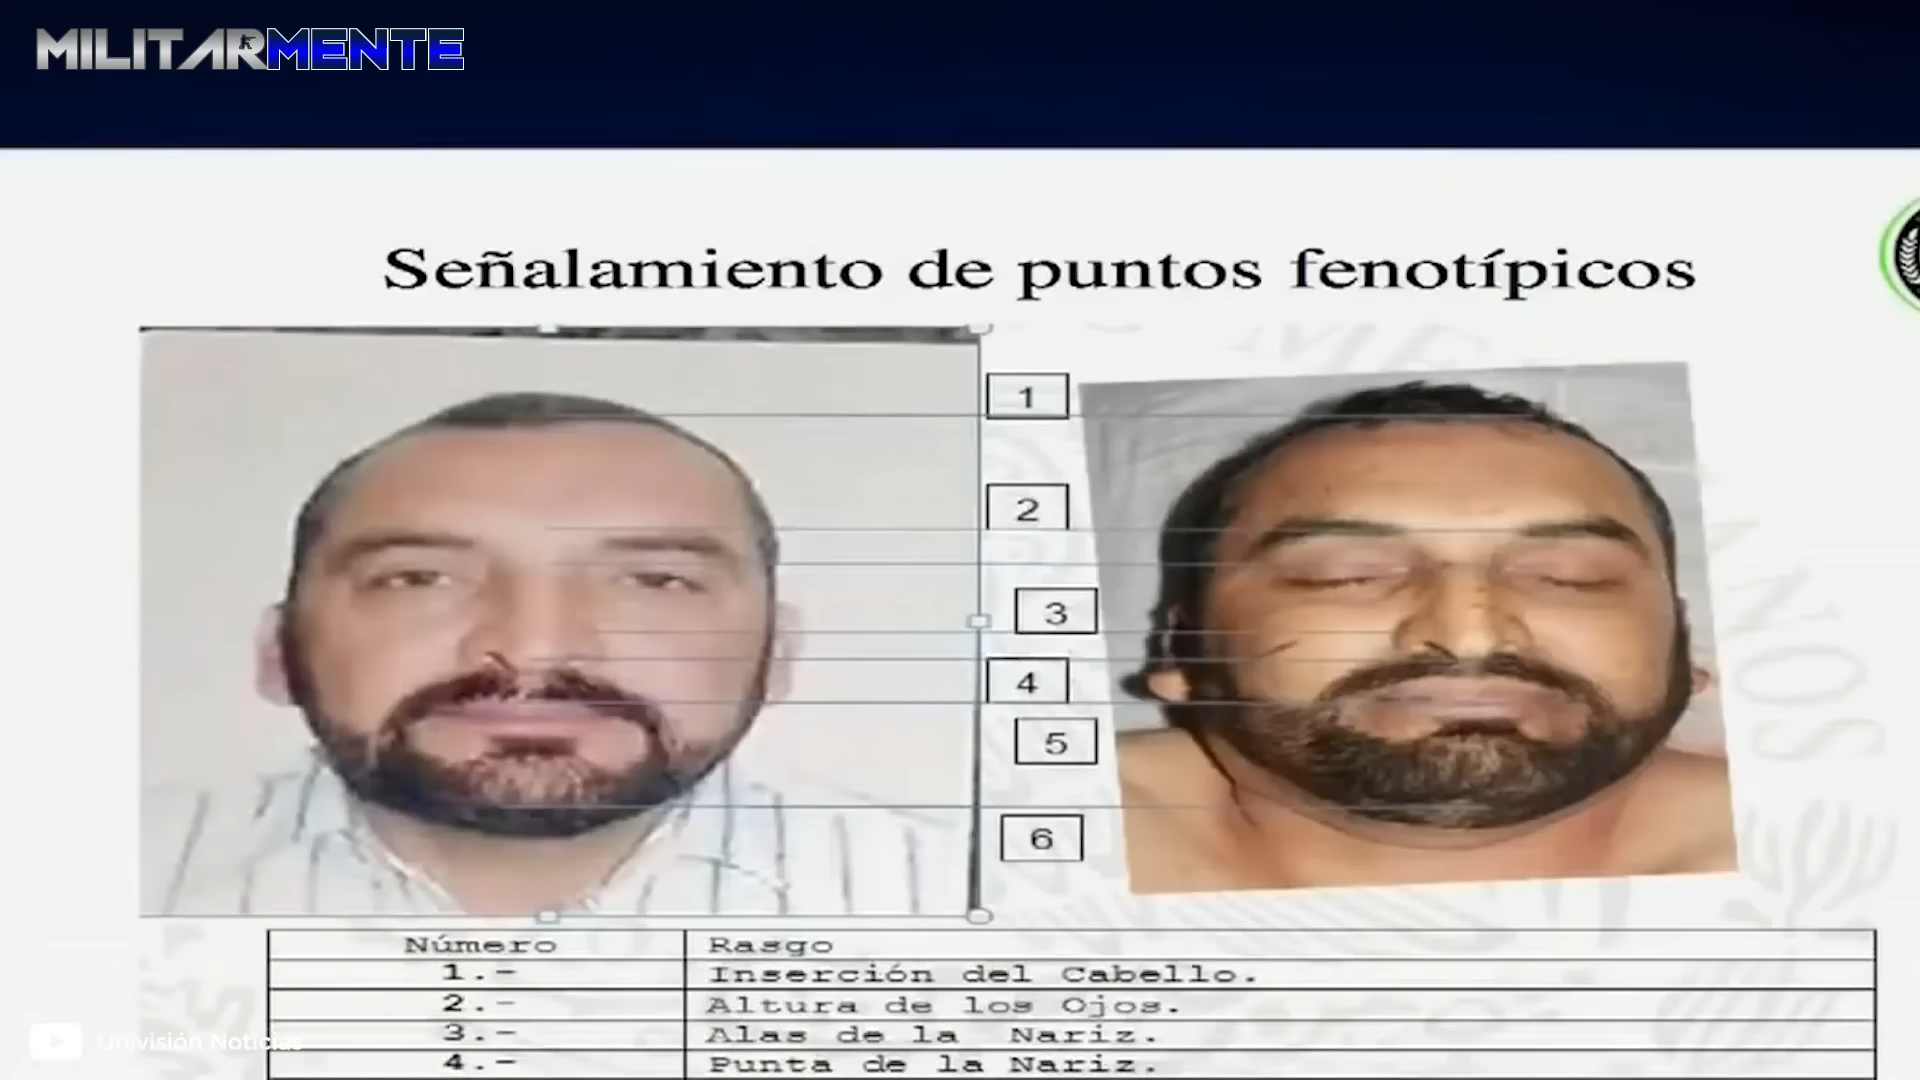 MILITARMENTE
Señalamiento de puntos fenotípicos
1
2
3
4
5
6
Número Rasgo
1.- Inserción del Cabello.
2.- Altura de los Ojos.
3.- Alas de la Nariz.
4.- Punta de la Nariz.
Univisión Noticias